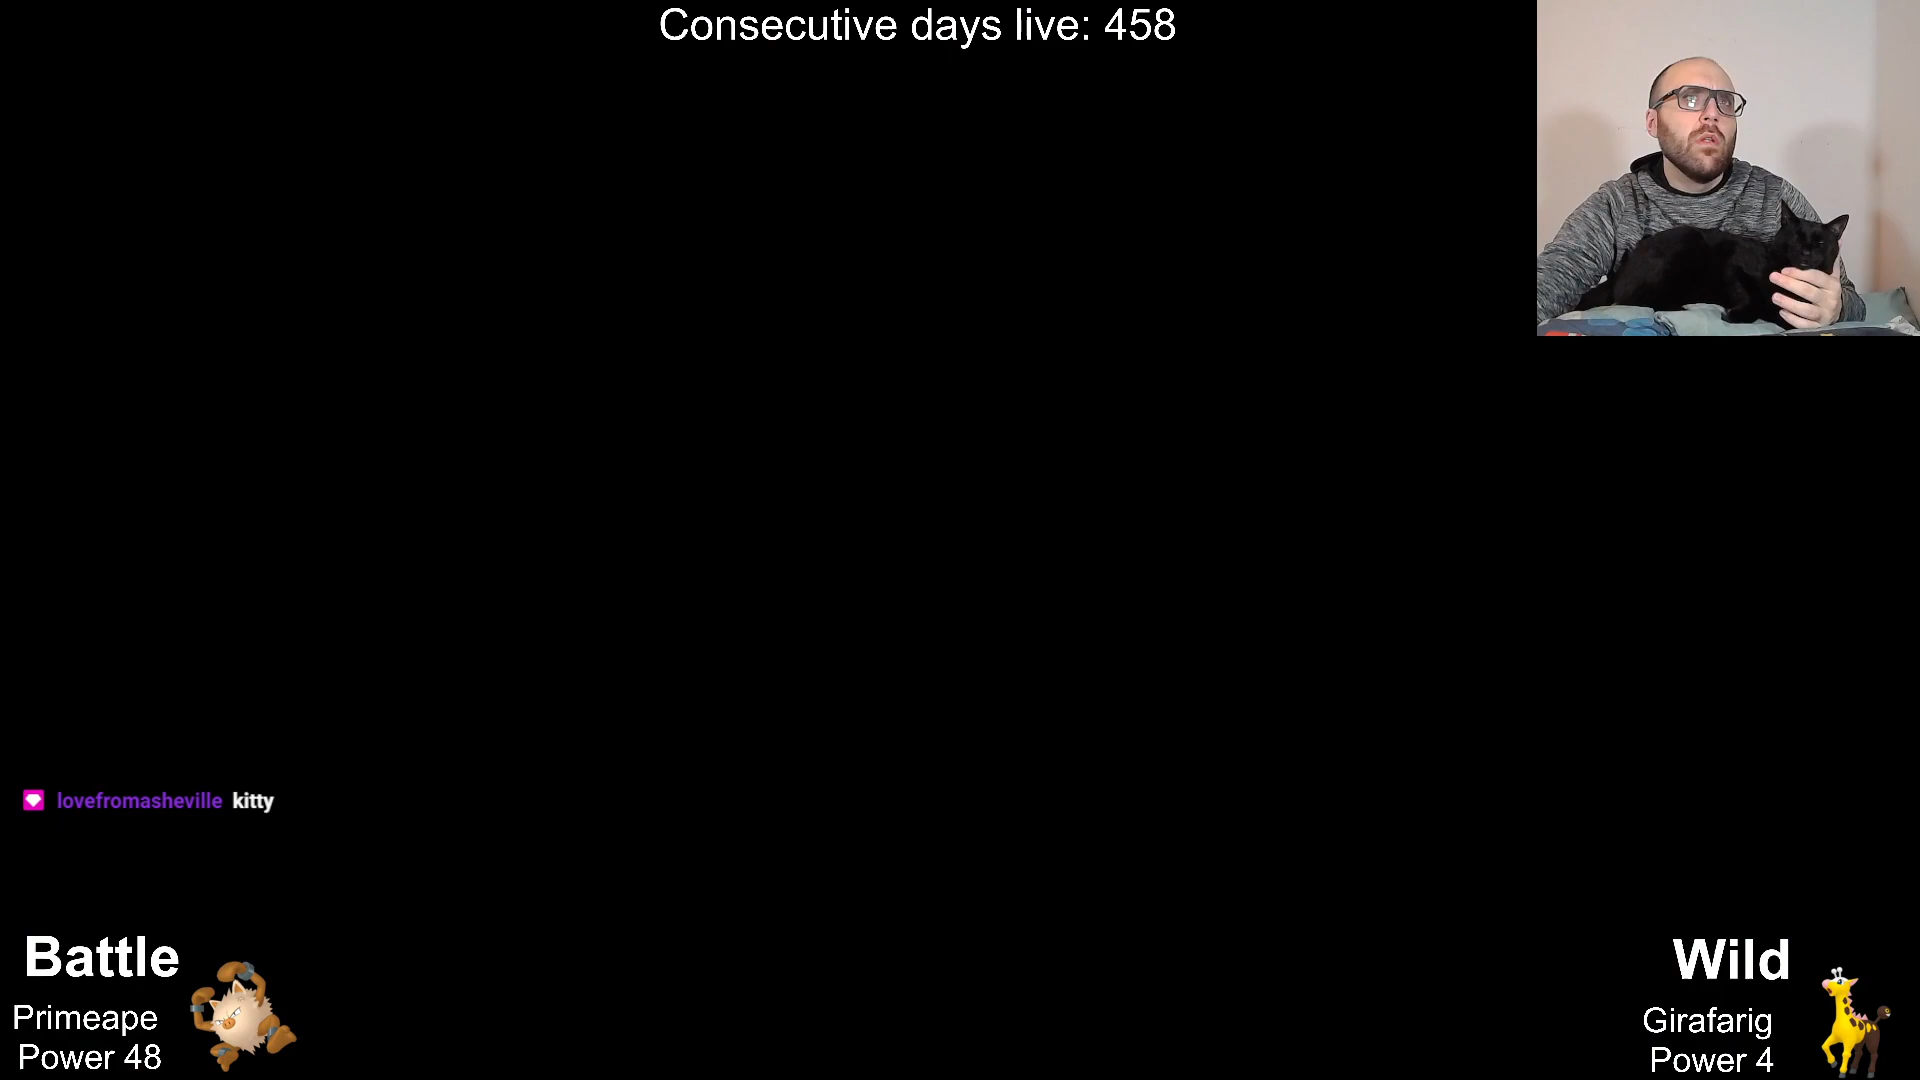 Consecutive days live: 458
lovefromasheville kitty
Battle
Primeape
Power 48
Wild
Girafarig
Power 4